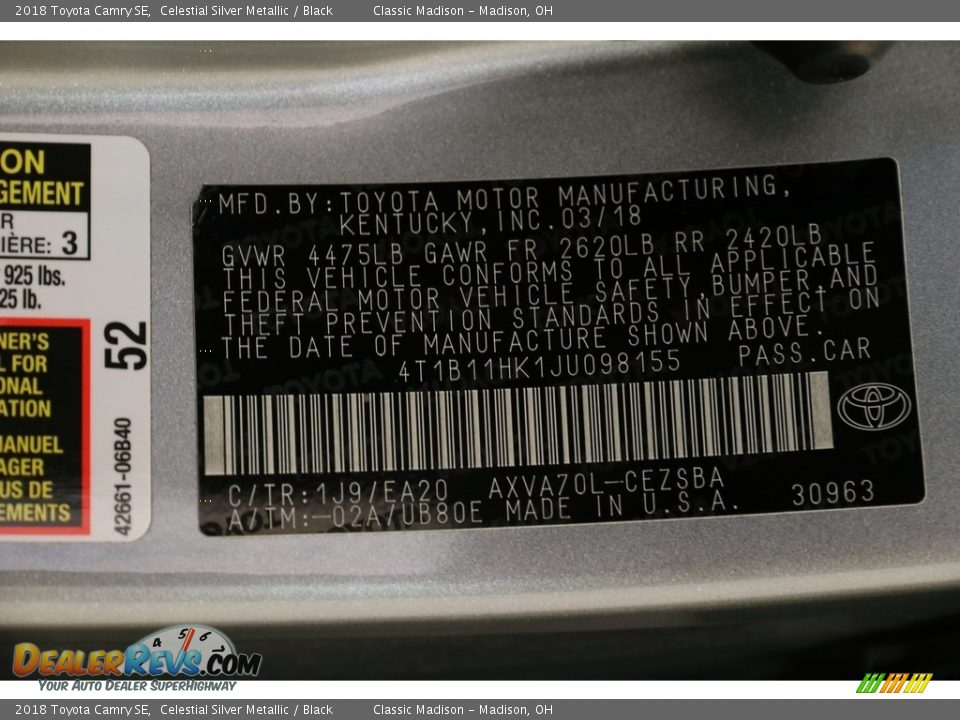 2018 Toyota Camry SE, Celestial Silver Metallic / Black Classic Madison - Madison, OH
ON
GEMENT
R
IÈRE: 3
925 lbs.
25 lb.
NER'S
L FOR
ONAL
ATION
MANUEL
AGER
US DE
EMENTS
52
42661-06B40
MFD.BY:TOYOTA MOTOR MANUFACTURING,
KENTUCKY,INC.03/18
GVWR 4475LB GAWR FR 2620LB RR 2420LB
THIS VEHICLE CONFORMS TO ALL APPLICABLE
FEDERAL MOTOR VEHICLE SAFETY,BUMPER,AND
THEFT PREVENTION STANDARDS IN EFFECT ON
THE DATE OF MANUFACTURE SHOWN ABOVE.
4T1B11HK1JU098155 PASS.CAR
C/TR:1J9/EA20 AXVA70L-CEZSBA
A/TM:-02A/UB80E MADE IN U.S.A. 30963
4 5 6
DEALERREVS.COM
YOUR AUTO DEALER SUPERHIGHWAY
2018 Toyota Camry SE, Celestial Silver Metallic / Black Classic Madison - Madison, OH